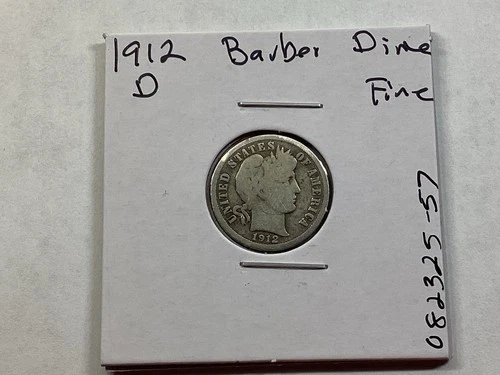 1912 Barber Dime
D Fine
UNITED STATES OF AMERICA
1912
082325-57